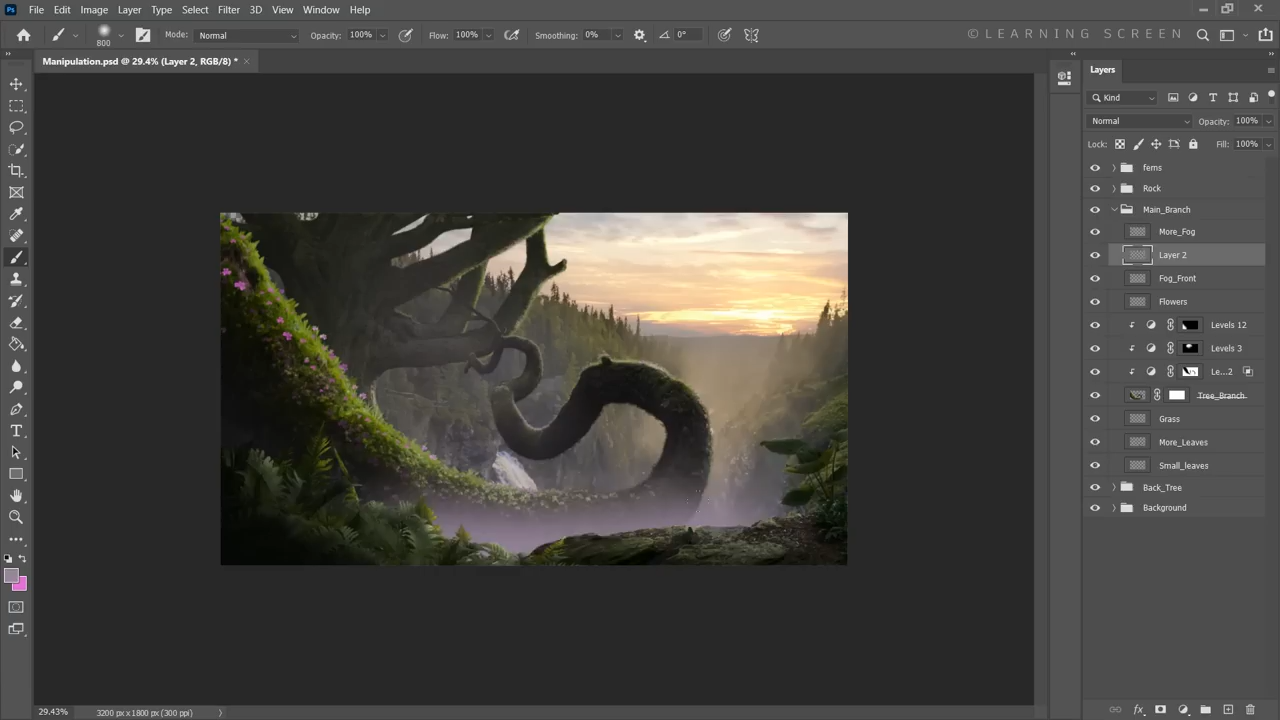 Ps File Edit Image Layer Type Select Filter 3D View Window Help
800 Mode: Normal Opacity: 100% Flow: 100% Smoothing: 0% 0° © LEARNING SCREEN
Manipulation.psd @ 29.4% (Layer 2, RGB/8) *
Layers
Kind
Normal Opacity: 100%
Lock: Fill: 100%
ferns
Rock
Main_Branch
More_Fog
Layer 2
Fog_Front
Flowers
Levels 12
Levels 3
Le...2
Tree_Branch
Grass
More_Leaves
Small_leaves
Back_Tree
Background
29.43% 3200 px x 1800 px (300 ppi)
fx